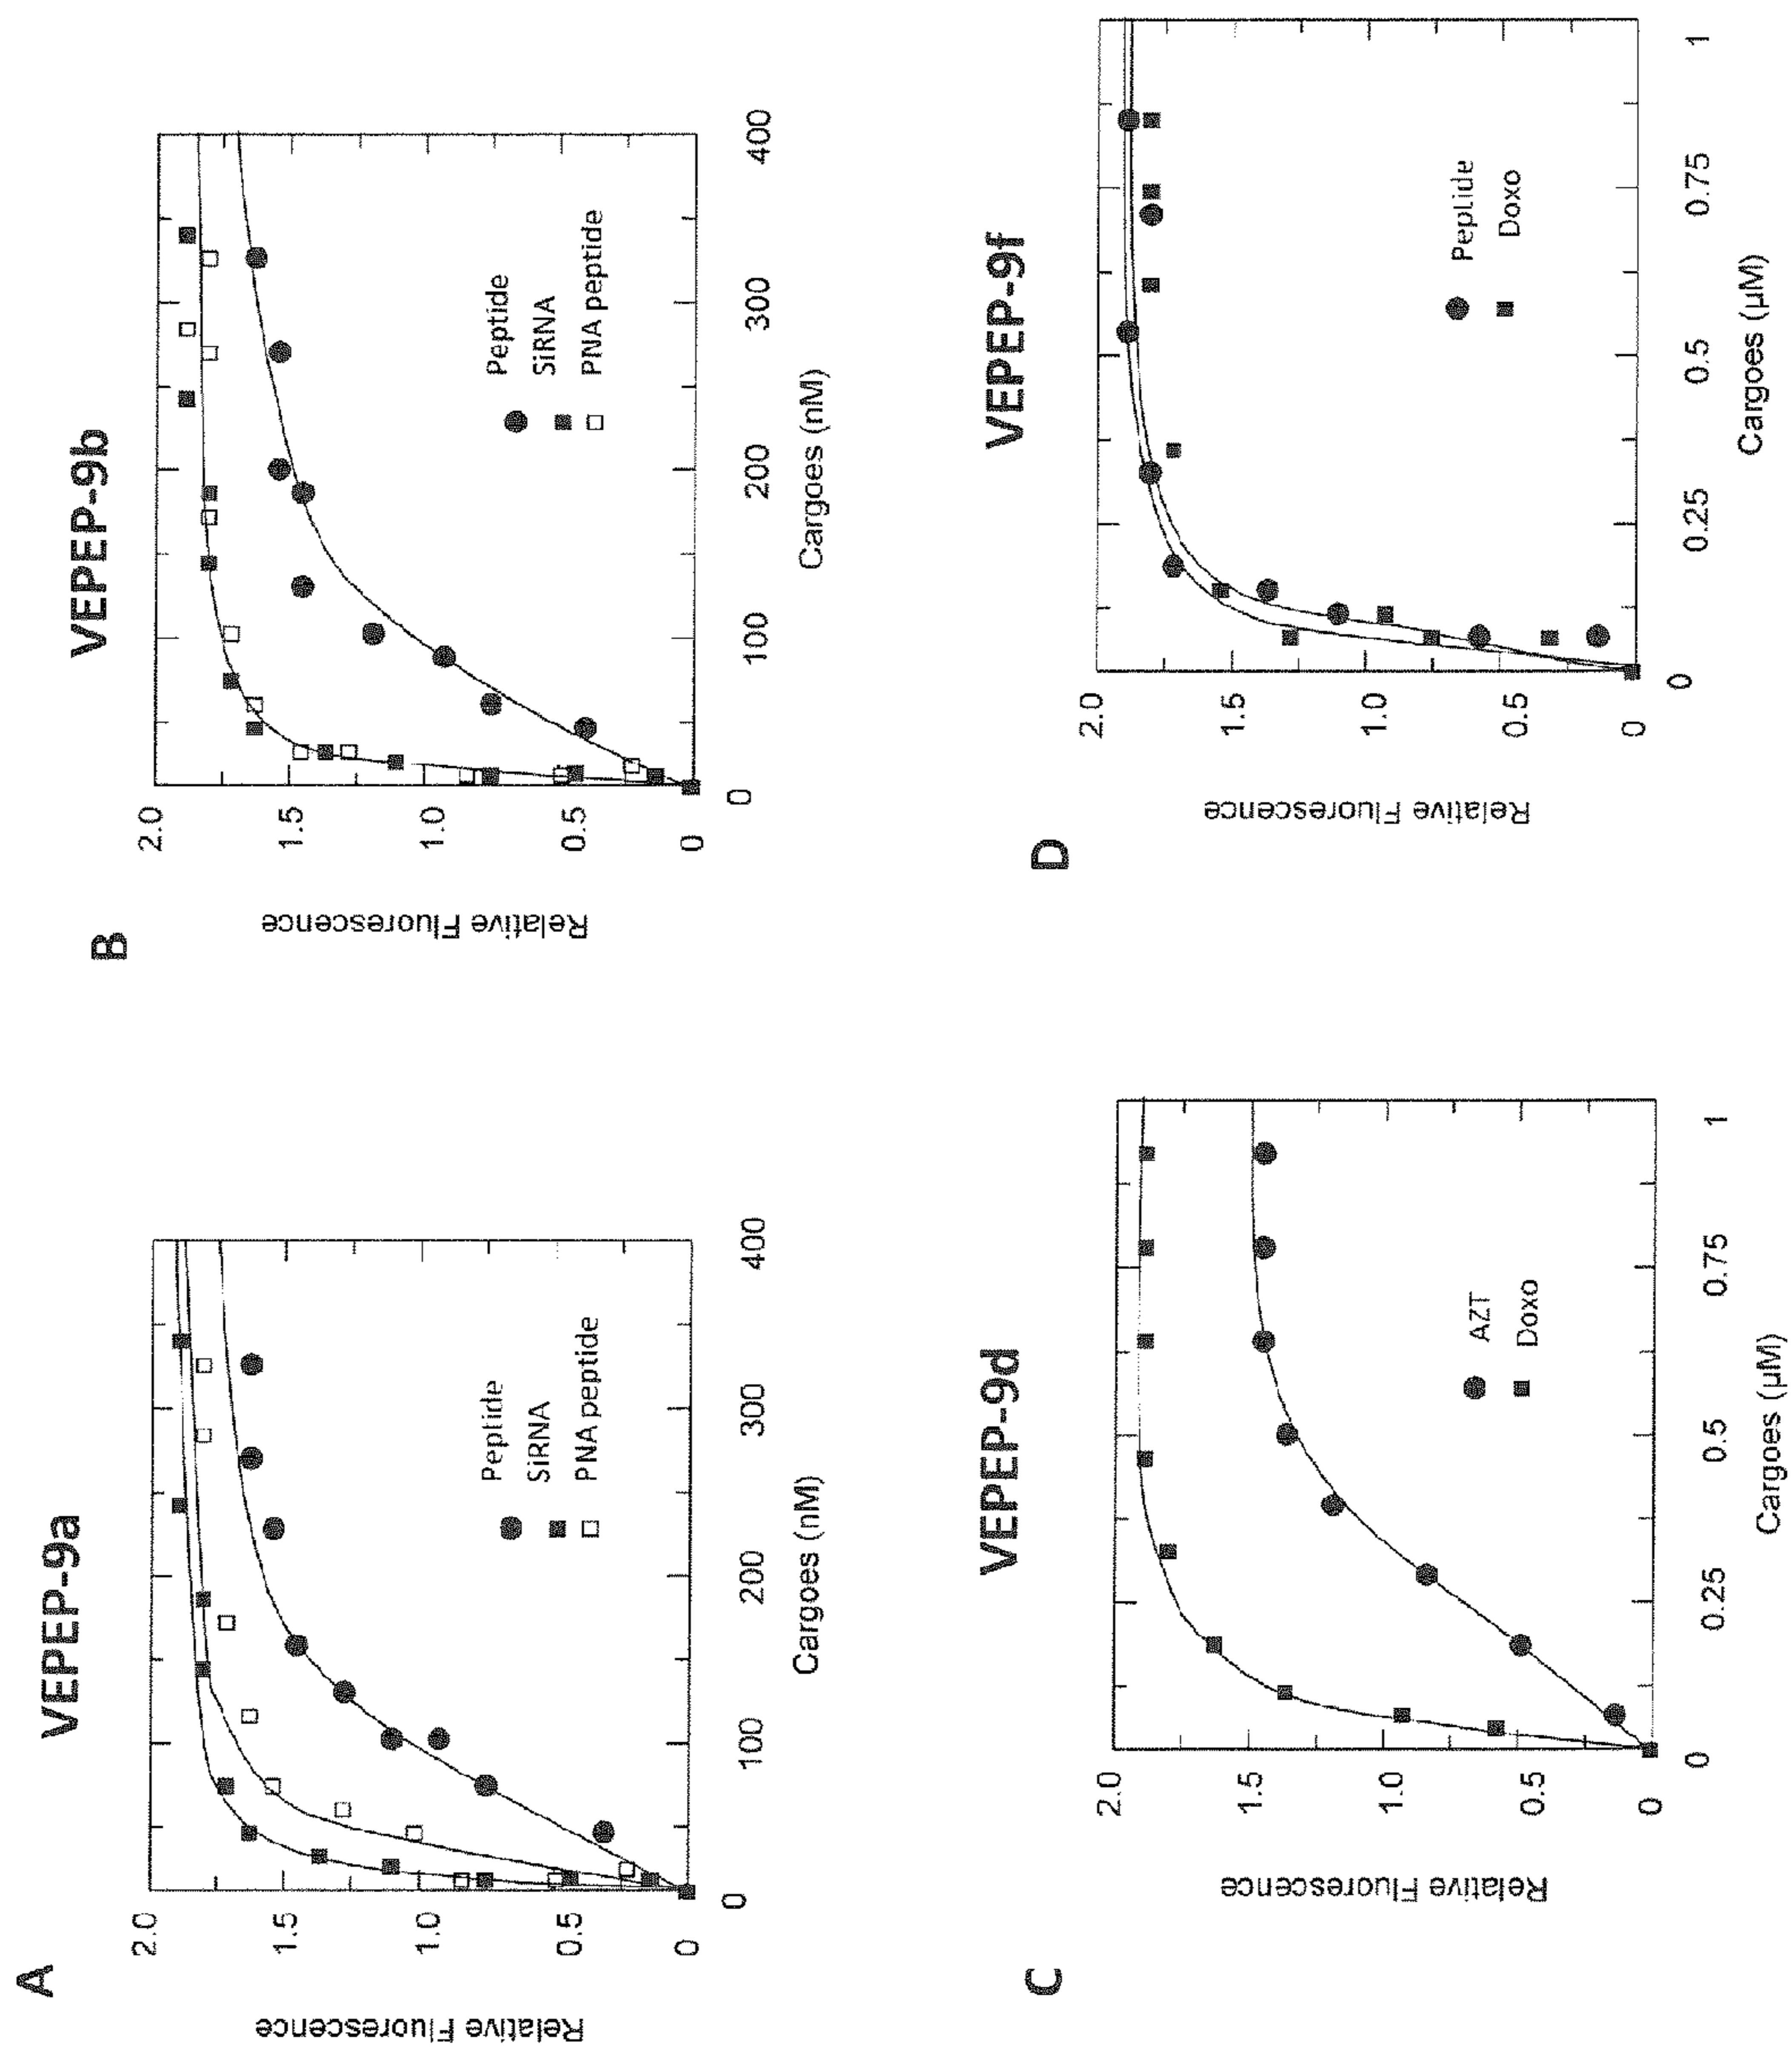 A
VEPEP-9a
Relative Fluorescence
2.0
1.5
1.0
0.5
0
Peptide
SiRNA
PNA peptide
0
100
200
300
400
Cargoes (nM)
B
VEPEP-9b
Relative Fluorescence
2.0
1.5
1.0
0.5
0
Peptide
SiRNA
PNA peptide
0
100
200
300
400
Cargoes (nM)
C
VEPEP-9d
Relative Fluorescence
2.0
1.5
1.0
0.5
0
AZT
Doxo
0
0.25
0.5
0.75
1
Cargoes (µM)
D
VEPEP-9f
Relative Fluorescence
2.0
1.5
1.0
0.5
0
Peptide
Doxo
0
0.25
0.5
0.75
1
Cargoes (µM)